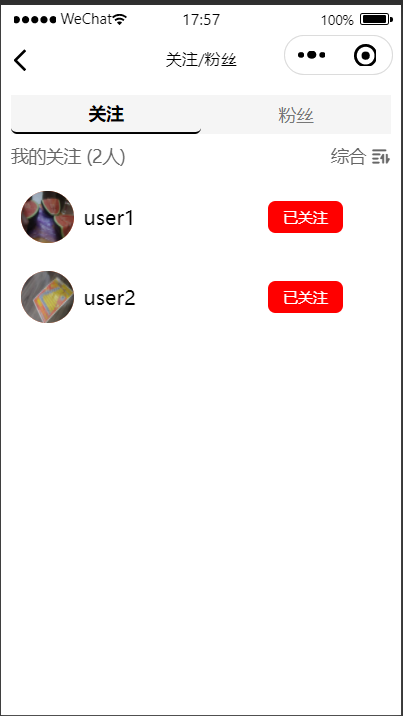 WeChat 17:57 100%
关注/粉丝
关注 粉丝
我的关注 (2人) 综合
user1 已关注
user2 已关注